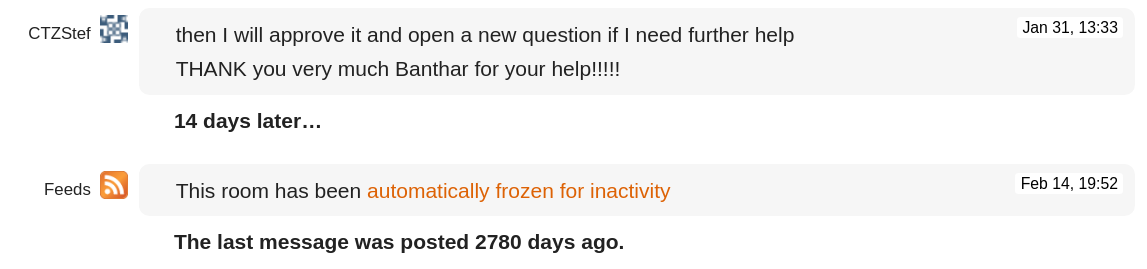 CTZStef
then I will approve it and open a new question if I need further help
Jan 31, 13:33
THANK you very much Banthar for your help!!!!!
14 days later…
Feeds
This room has been automatically frozen for inactivity
Feb 14, 19:52
The last message was posted 2780 days ago.